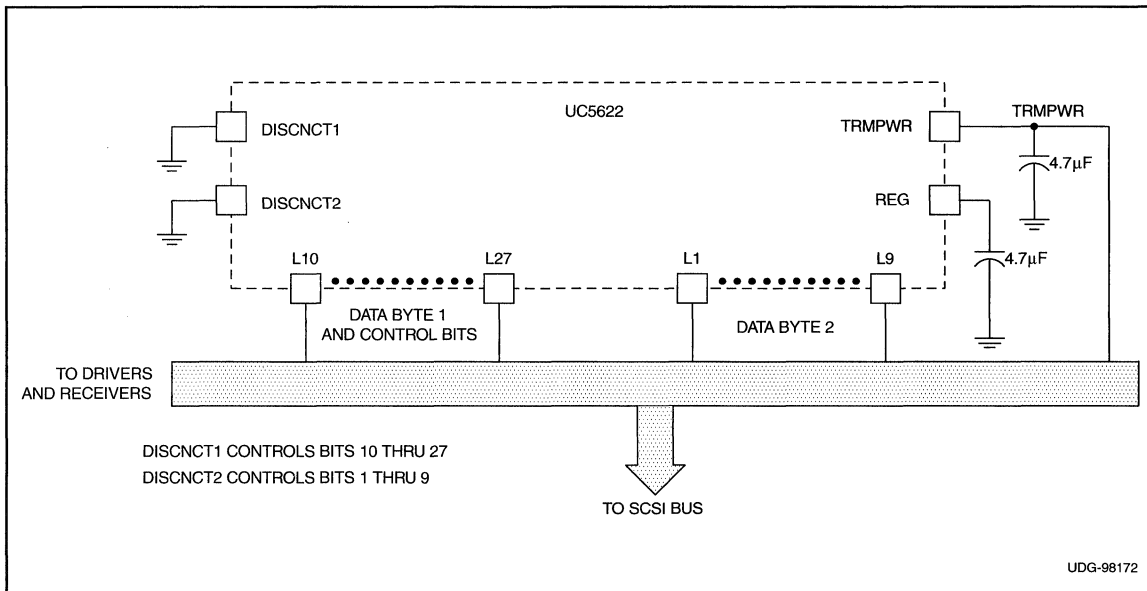 UC5622
DISCNCT1
TRMPWR
TRMPWR
4.7µF
DISCNCT2
REG
4.7µF
L10
L27
L1
L9
DATA BYTE 1
AND CONTROL BITS
DATA BYTE 2
TO DRIVERS
AND RECEIVERS
DISCNCT1 CONTROLS BITS 10 THRU 27
DISCNCT2 CONTROLS BITS 1 THRU 9
TO SCSI BUS
UDG-98172